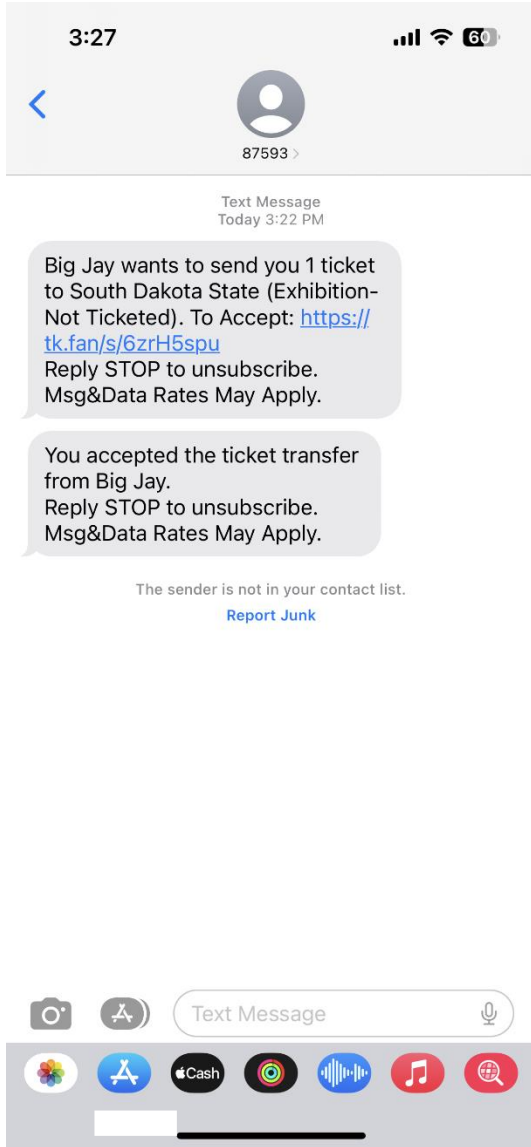 3:27
60
87593 >
Text Message
Today 3:22 PM
Big Jay wants to send you 1 ticket
to South Dakota State (Exhibition-
Not Ticketed). To Accept: https://
tk.fan/s/6zrH5spu
Reply STOP to unsubscribe.
Msg&Data Rates May Apply.
You accepted the ticket transfer
from Big Jay.
Reply STOP to unsubscribe.
Msg&Data Rates May Apply.
The sender is not in your contact list.
Report Junk
Text Message
Cash